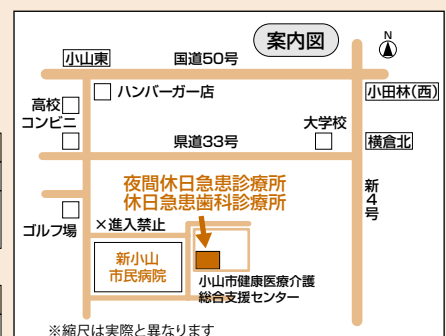 案内図
N
小山東
国道50号
ハンバーガー店
小田林(西)
高校
コンビニ
大学校
県道33号
横倉北
夜間休日急患診療所
休日急患歯科診療所
新4号
ゴルフ場
×進入禁止
新小山
市民病院
小山市健康医療介護
総合支援センター
※縮尺は実際と異なります